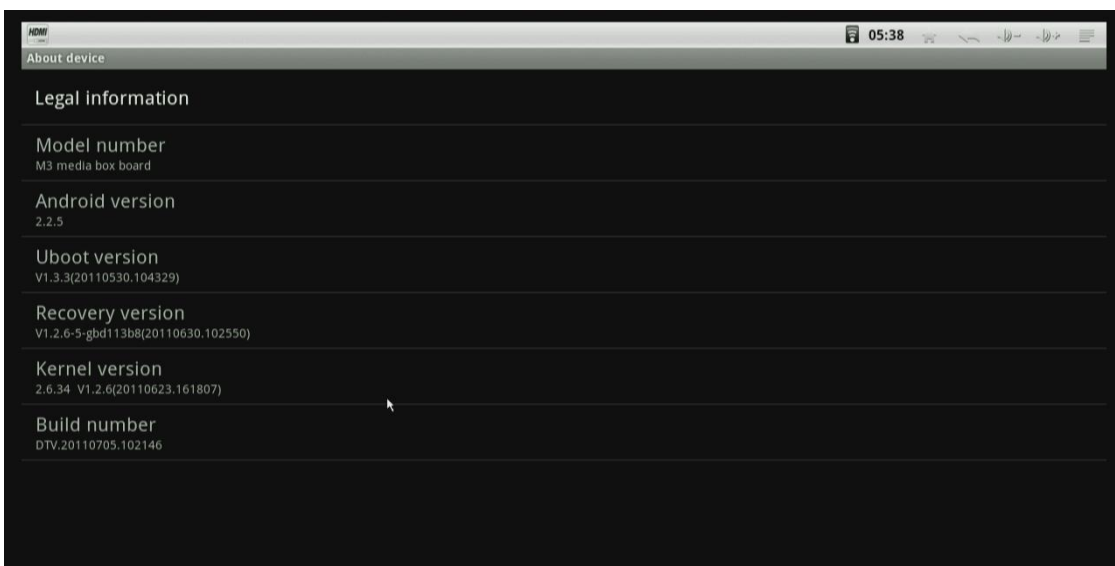 HDMI
05:38
About device
Legal information
Model number
M3 media box board
Android version
2.2.5
Uboot version
V1.3.3(20110530.104329)
Recovery version
V1.2.6-5-gbd113b8(20110630.102550)
Kernel version
2.6.34 V1.2.6(20110623.161807)
Build number
DTV.20110705.102146